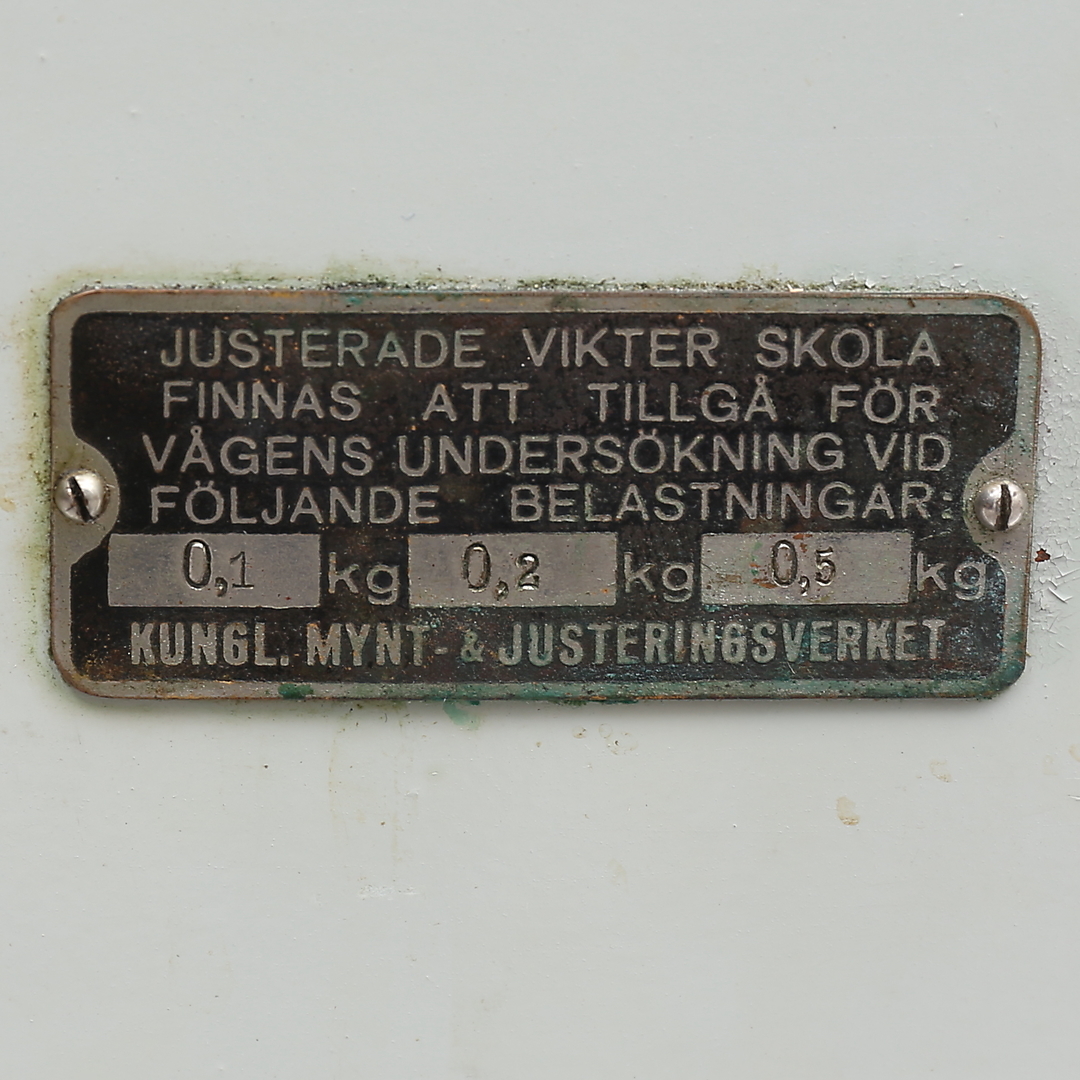 JUSTERADE VIKTER SKOLA
FINNAS ATT TILLGÅ FÖR
VÅGENS UNDERSÖKNING VID
FÖLJANDE BELASTNINGAR:
0,1 kg 0,2 kg 0,5 kg
KUNGL. MYNT- & JUSTERINGSVERKET